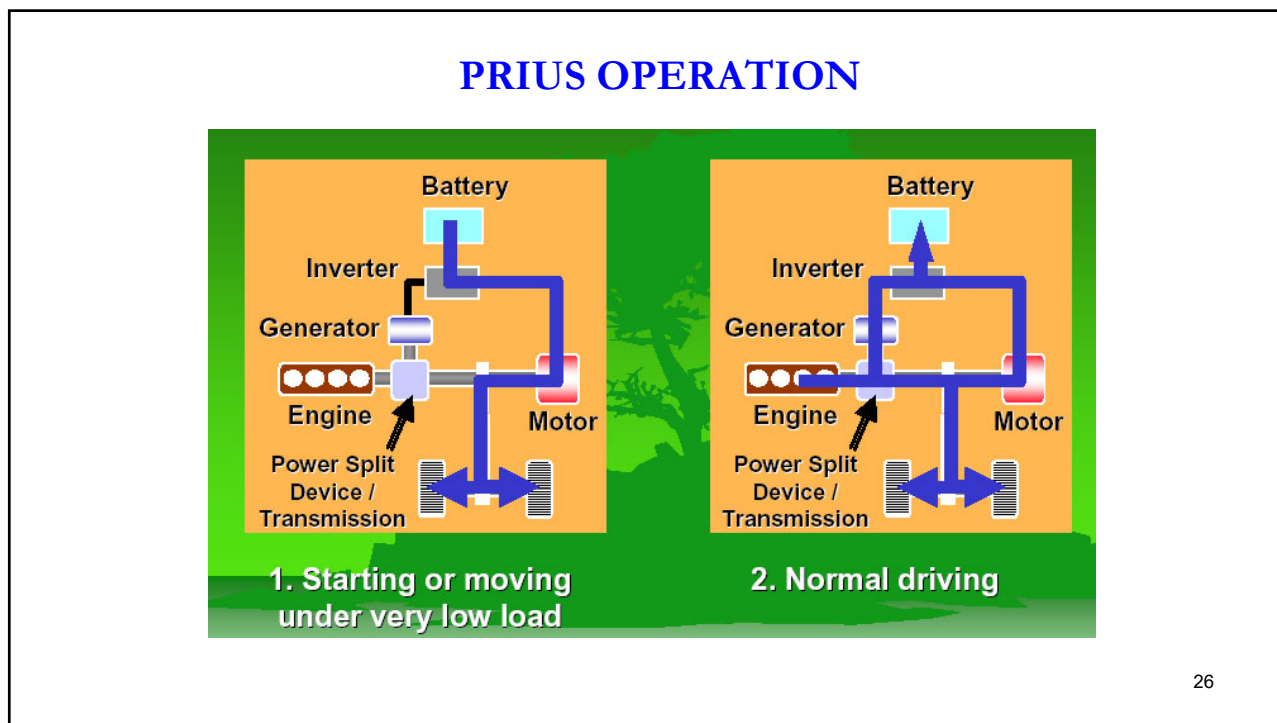 PRIUS OPERATION
Battery
Inverter
Generator
Engine
Motor
Power Split
Device /
Transmission
1. Starting or moving
under very low load
Battery
Inverter
Generator
Engine
Motor
Power Split
Device /
Transmission
2. Normal driving
26